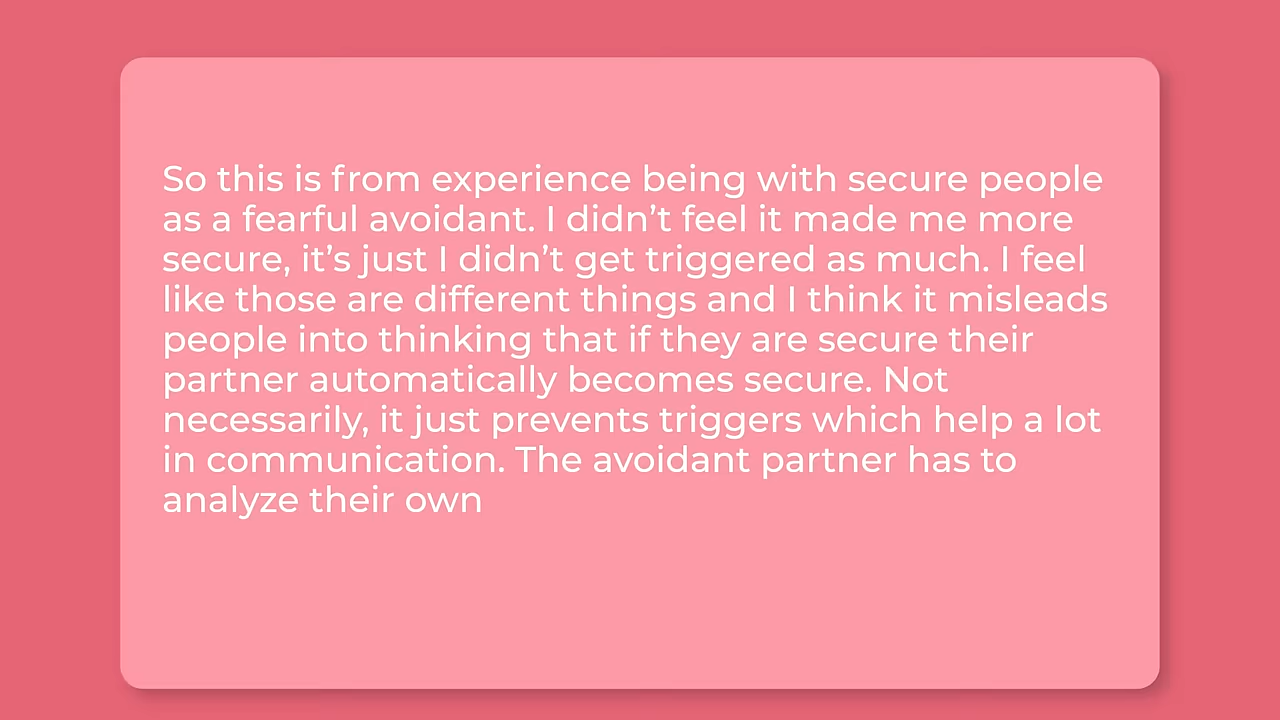 So this is from experience being with secure people
as a fearful avoidant. I didn’t feel it made me more
secure, it’s just I didn’t get triggered as much. I feel
like those are different things and I think it misleads
people into thinking that if they are secure their
partner automatically becomes secure. Not
necessarily, it just prevents triggers which help a lot
in communication. The avoidant partner has to
analyze their own